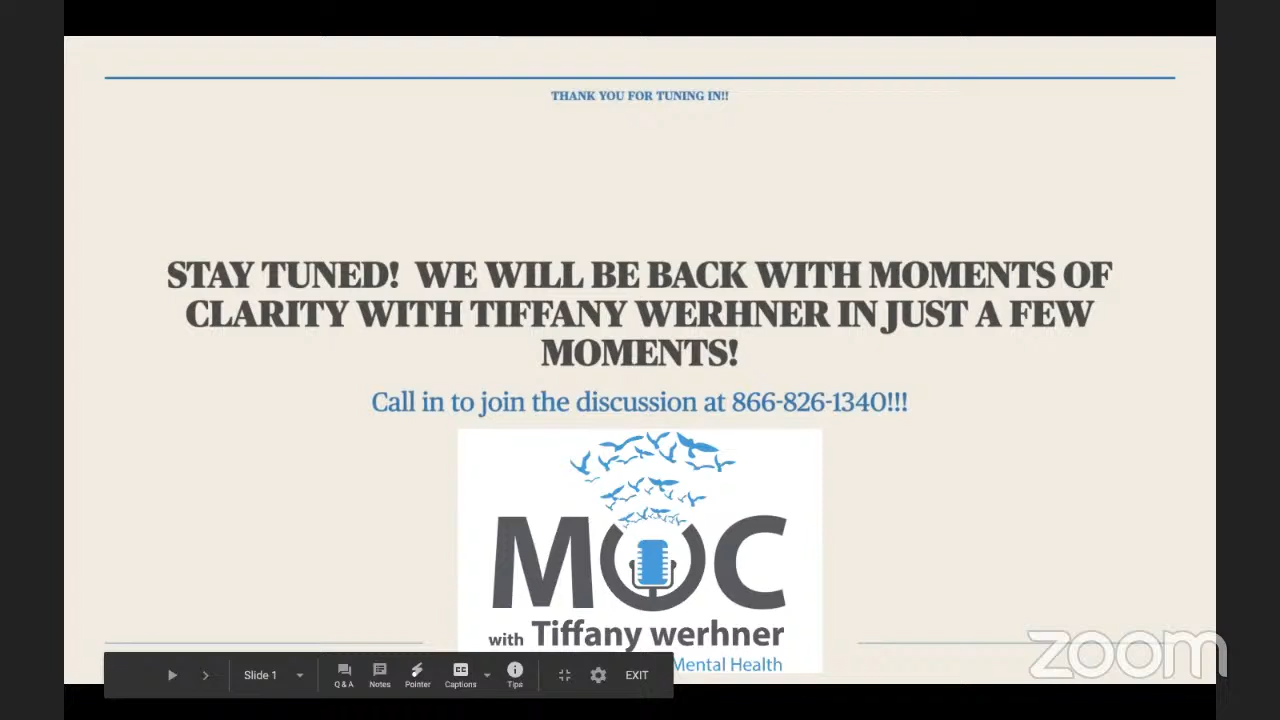 THANK YOU FOR TUNING IN!!
STAY TUNED! WE WILL BE BACK WITH MOMENTS OF
CLARITY WITH TIFFANY WERHNER IN JUST A FEW
MOMENTS!
Call in to join the discussion at 866-826-1340!!!
MOC
with Tiffany werhner
Mental Health
Slide 1
Q & A
Notes
Pointer
CC
Captions
Tips
EXIT
zoom